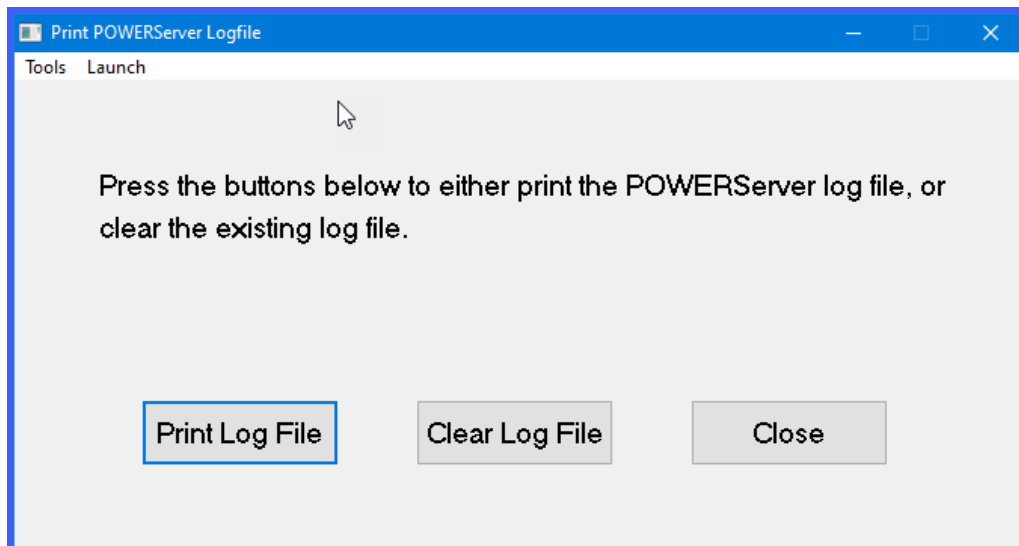 Print POWERServer Logfile
Tools Launch
Press the buttons below to either print the POWERServer log file, or
clear the existing log file.
Print Log File Clear Log File Close